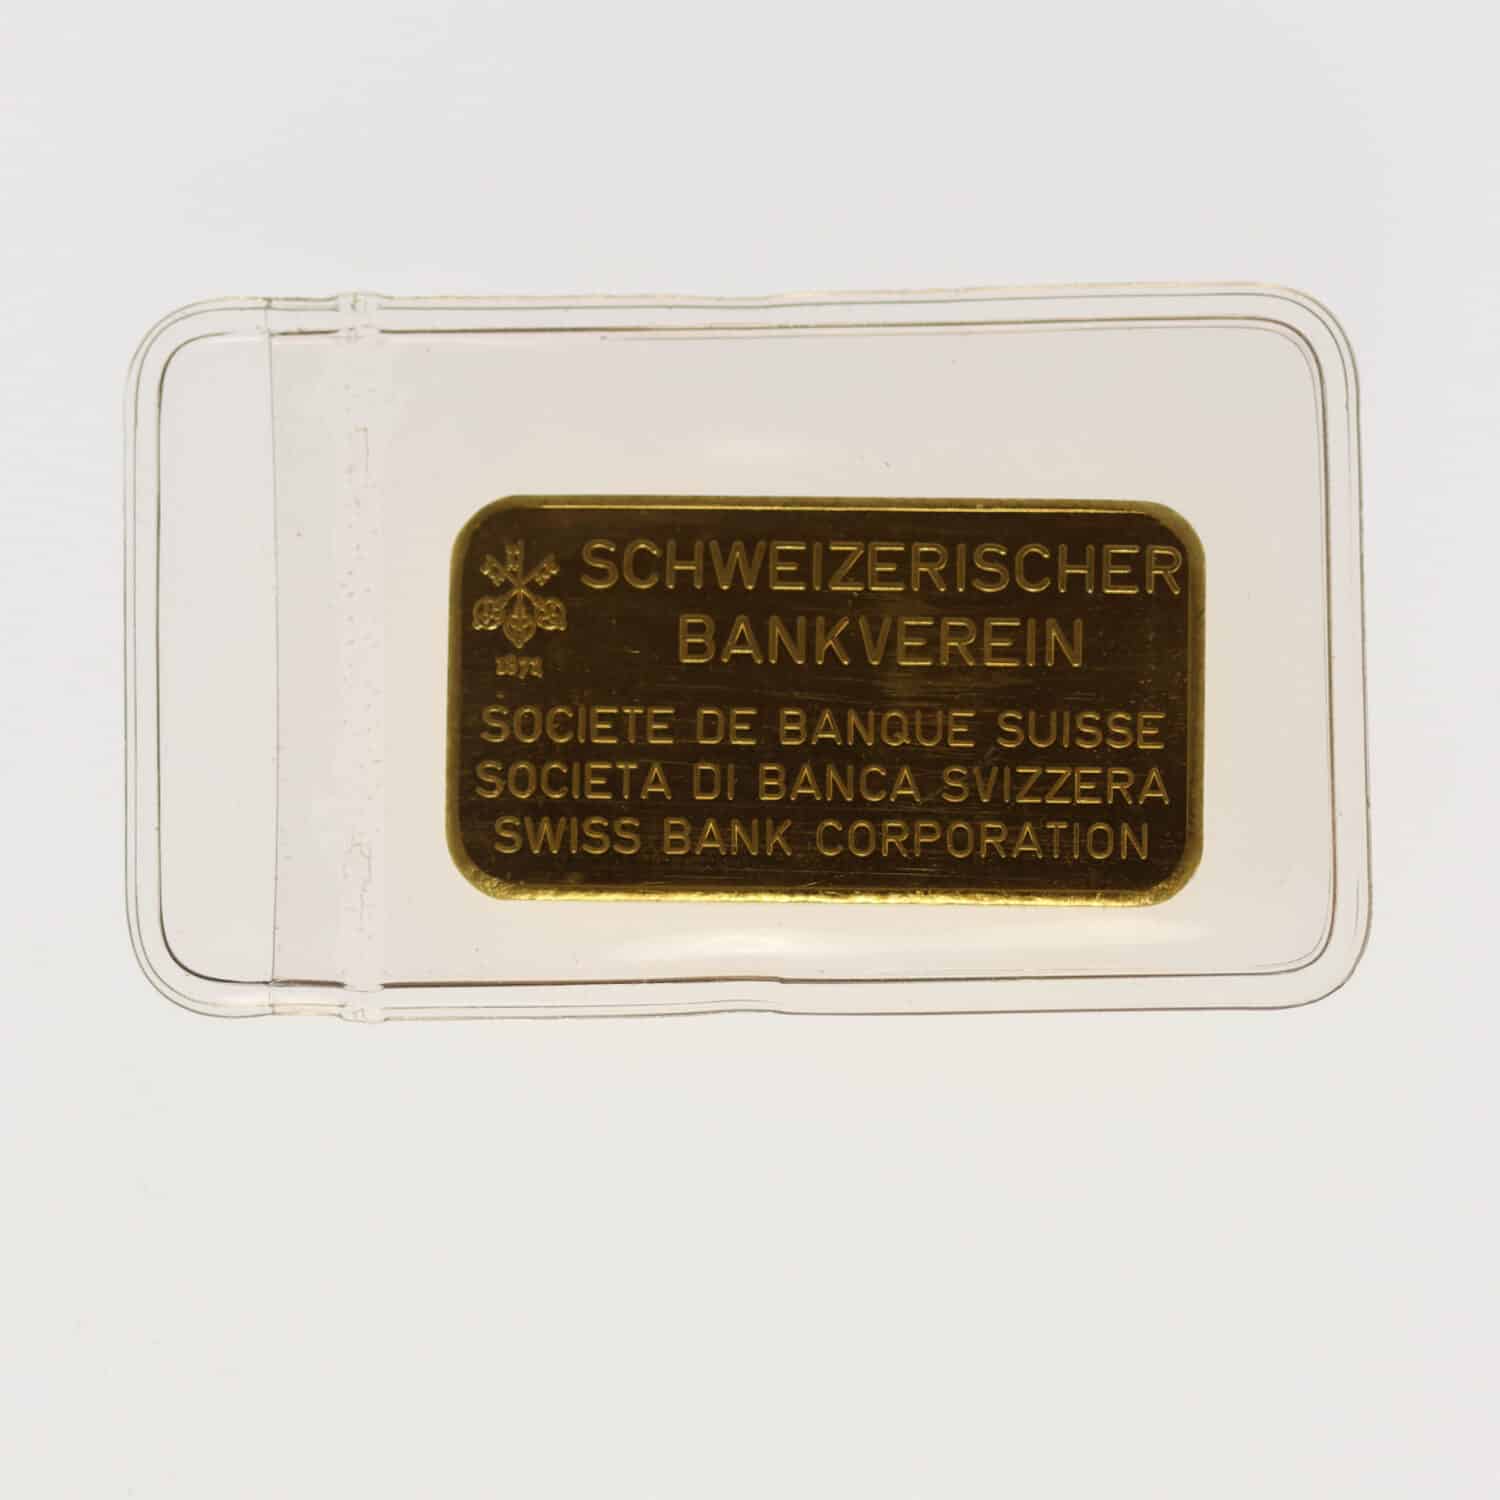 SCHWEIZERISCHER
BANKVEREIN
1872
SOCIETE DE BANQUE SUISSE
SOCIETA DI BANCA SVIZZERA
SWISS BANK CORPORATION